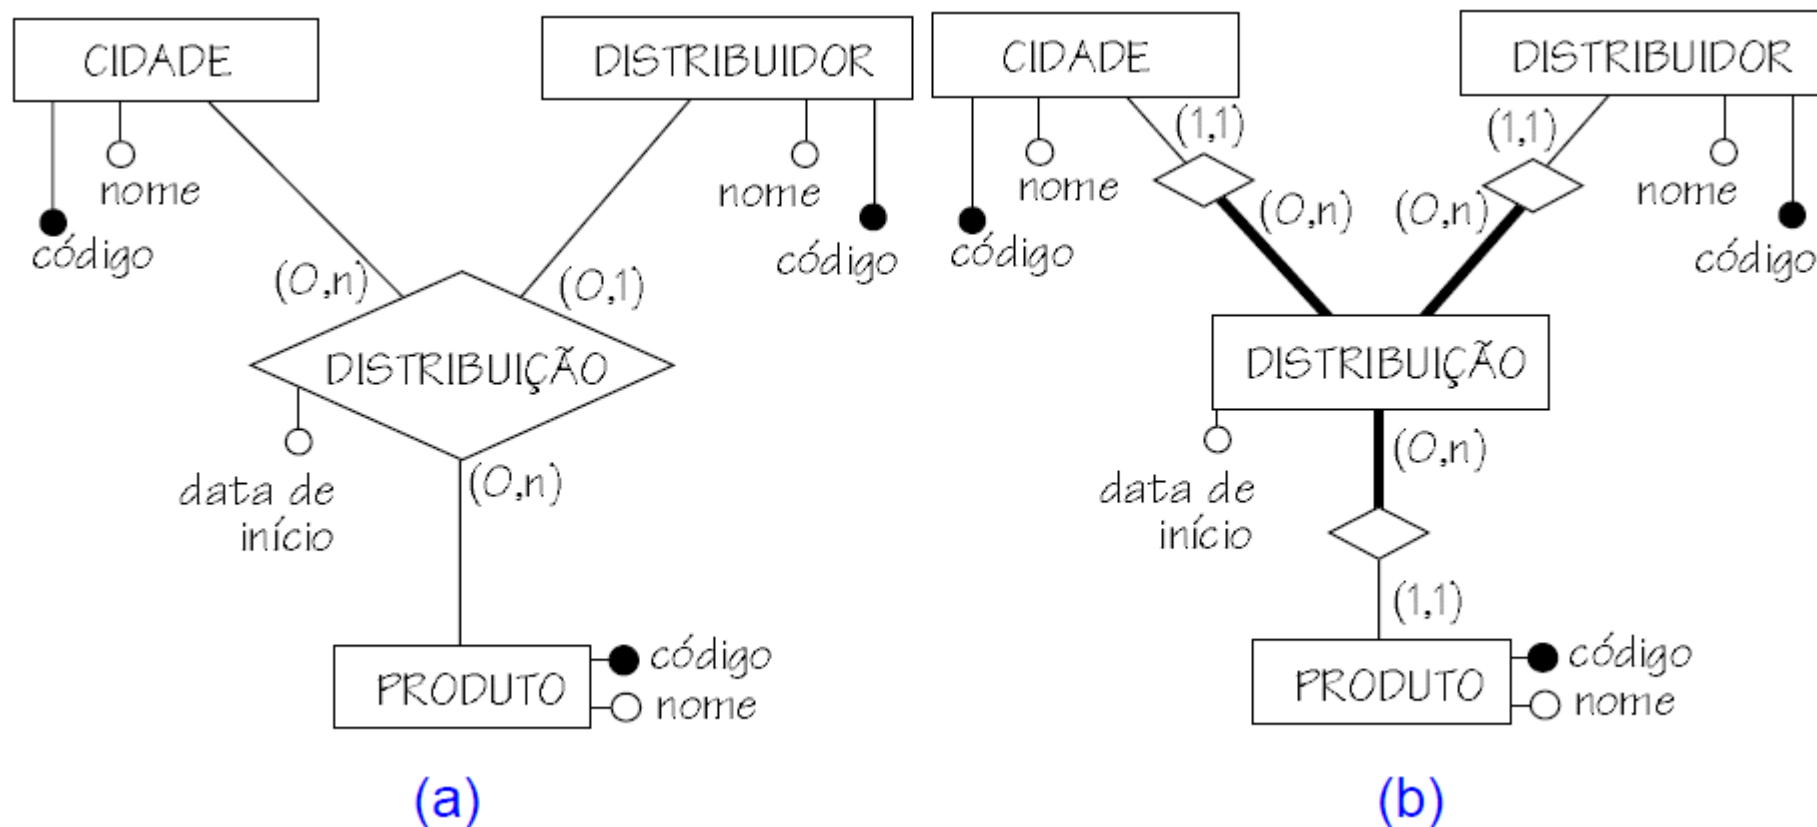 CIDADE
DISTRIBUIDOR
nome
código
nome
código
(0,n)
(0,1)
DISTRIBUIÇÃO
(0,n)
data de
início
PRODUTO
código
nome
(a)
CIDADE
DISTRIBUIDOR
(1,1)
(1,1)
nome
código
(0,n)
(0,n)
nome
código
DISTRIBUIÇÃO
(0,n)
data de
início
(1,1)
PRODUTO
código
nome
(b)